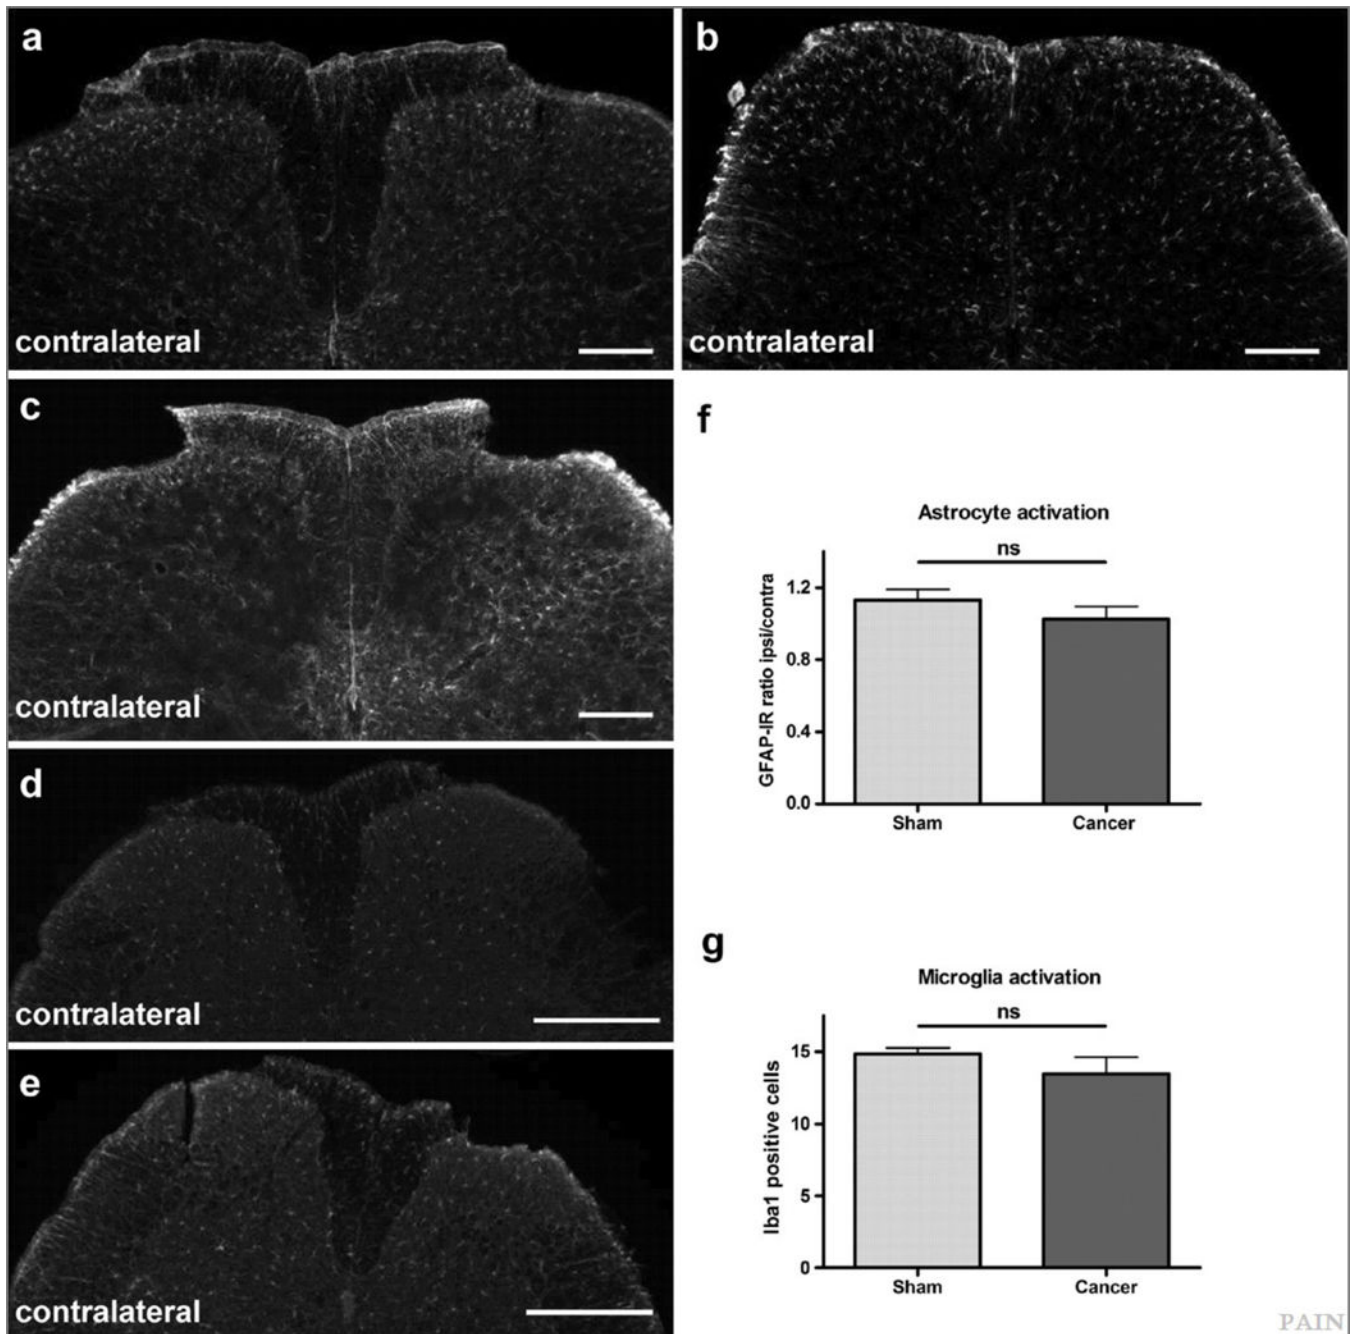 a
contralateral
b
contralateral
c
contralateral
d
contralateral
e
contralateral
f
Astrocyte activation
ns
GFAP-IR ratio ipsi/contra
1.2
0.8
0.4
0.0
Sham Cancer
g
Microglia activation
ns
Iba1 positive cells
15
10
5
0
Sham Cancer
PAIN